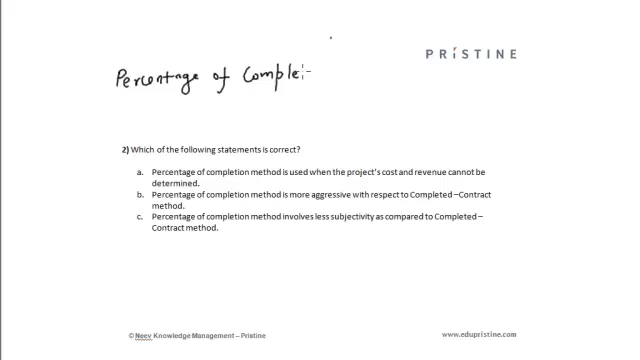 PRISTINE
Percentage of Comple
2) Which of the following statements is correct?
a. Percentage of completion method is used when the project's cost and revenue cannot be
determined.
b. Percentage of completion method is more aggressive with respect to Completed –Contract
method.
c. Percentage of completion method involves less subjectivity as compared to Completed –
Contract method.
© Neev Knowledge Management – Pristine
www.edupristine.com